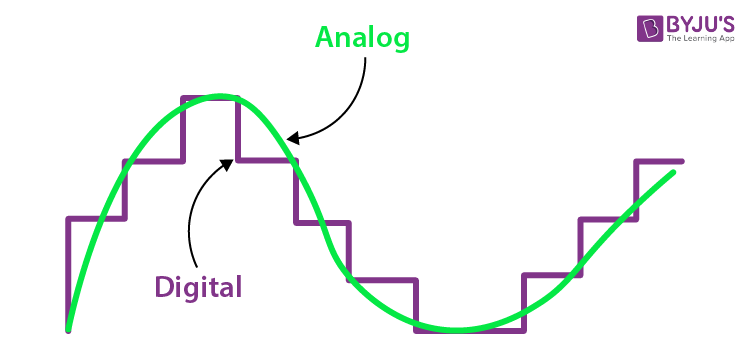 Analog
BYJU'S
The Learning App
Digital